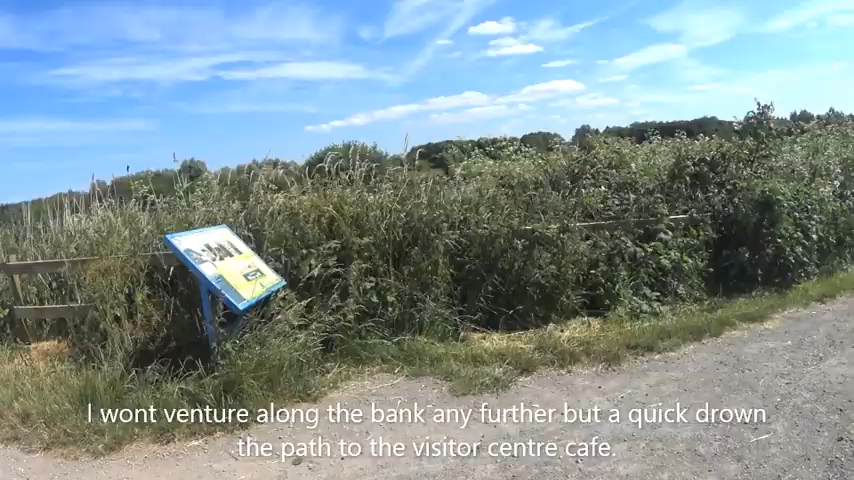 I wont venture along the bank any further but a quick drown
the path to the visitor centre cafe.